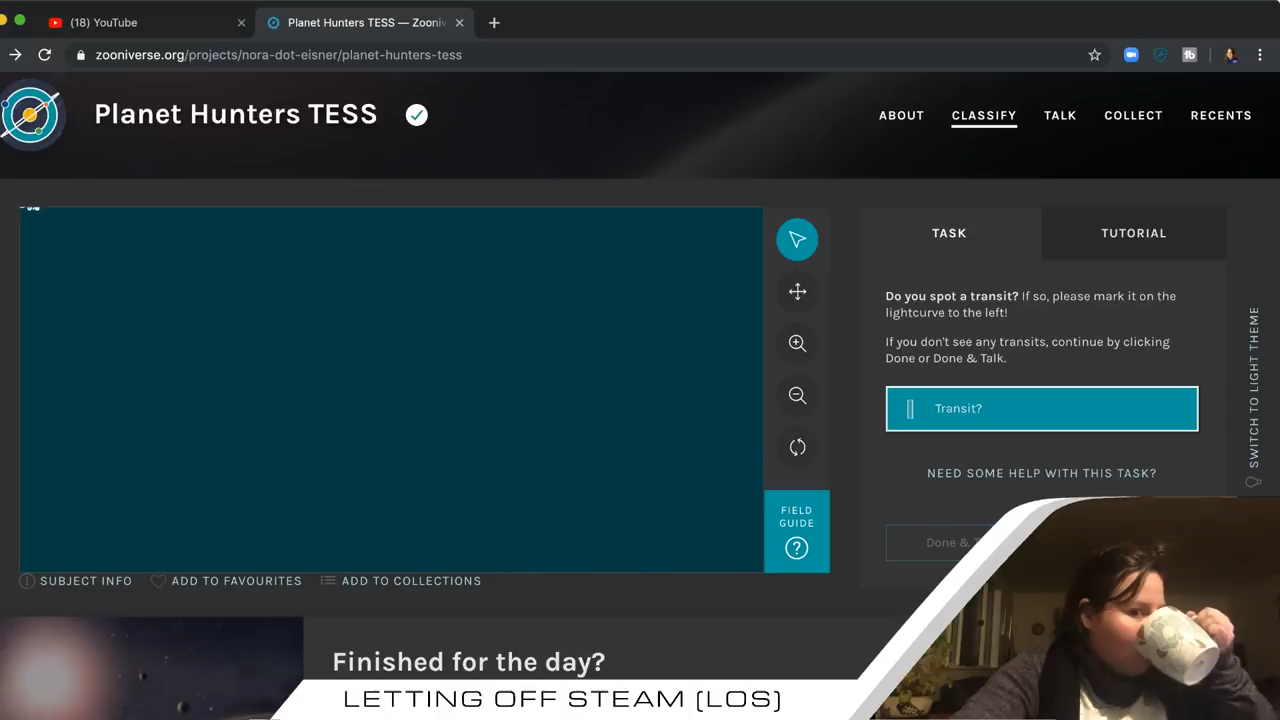 (18) YouTube
Planet Hunters TESS — Zooniv
zooniverse.org/projects/nora-dot-eisner/planet-hunters-tess
Planet Hunters TESS
ABOUT CLASSIFY TALK COLLECT RECENTS
TASK TUTORIAL
Do you spot a transit? If so, please mark it on the
lightcurve to the left!
If you don't see any transits, continue by clicking
Done or Done & Talk.
Transit?
NEED SOME HELP WITH THIS TASK?
Done &
SWITCH TO LIGHT THEME
FIELD
GUIDE
SUBJECT INFO ADD TO FAVOURITES ADD TO COLLECTIONS
Finished for the day?
LETTING OFF STEAM (LOS)